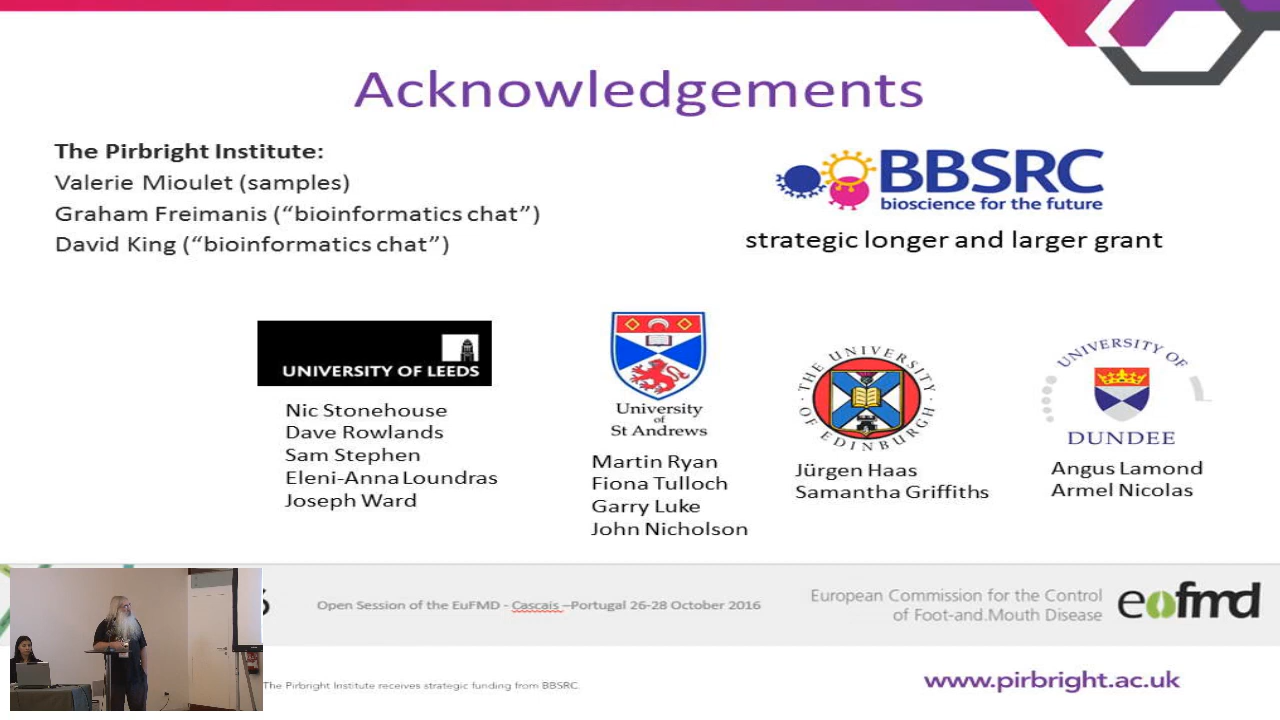 Acknowledgements
The Pirbright Institute:
Valerie Mioulet (samples)
Graham Freimanis (“bioinformatics chat”)
David King (“bioinformatics chat”)
BBSRC
bioscience for the future
strategic longer and larger grant
UNIVERSITY OF LEEDS
Nic Stonehouse
Dave Rowlands
Sam Stephen
Eleni-Anna Loundras
Joseph Ward
University
of
St Andrews
Martin Ryan
Fiona Tulloch
Garry Luke
John Nicholson
THE UNIVERSITY
OF EDINBURGH
Jürgen Haas
Samantha Griffiths
UNIVERSITY OF
DUNDEE
Angus Lamond
Armel Nicolas
6
Open Session of the EuFMD - Cascais –Portugal 26-28 October 2016
European Commission for the Control
of Foot-and.Mouth Disease
eofmd
The Pirbright Institute receives strategic funding from BBSRC.
www.pirbright.ac.uk